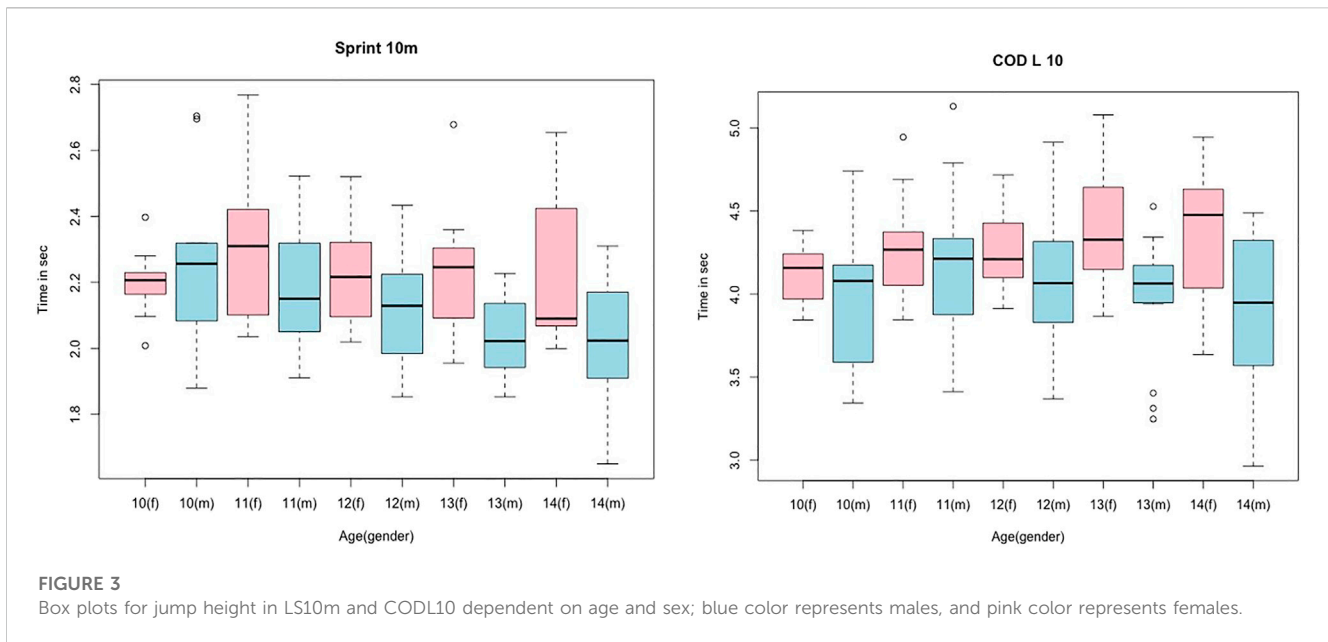 Sprint 10m
Time in sec
2.8
2.6
2.4
2.2
2.0
1.8
10(f) 10(m) 11(f) 11(m) 12(f) 12(m) 13(f) 13(m) 14(f) 14(m)
Age(gender)
COD L 10
Time in sec
5.0
4.5
4.0
3.5
3.0
10(f) 10(m) 11(f) 11(m) 12(f) 12(m) 13(f) 13(m) 14(f) 14(m)
Age(gender)
FIGURE 3
Box plots for jump height in LS10m and CODL10 dependent on age and sex; blue color represents males, and pink color represents females.